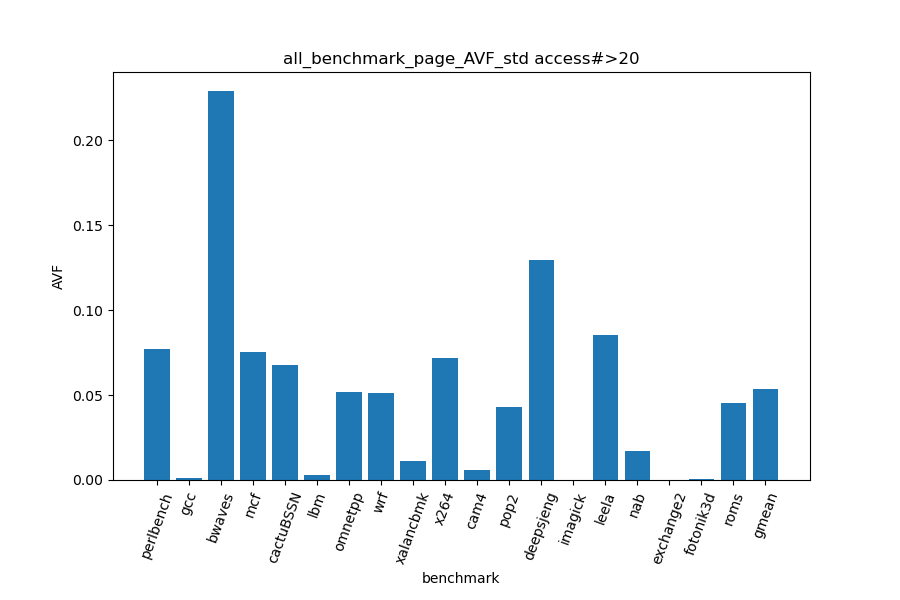 all_benchmark_page_AVF_std access#>20
AVF
0.20
0.15
0.10
0.05
0.00
perlbench
gcc
bwaves
mcf
cactuBSSN
lbm
omnetpp
wrf
xalancbmk
x264
cam4
pop2
deepsjeng
imagick
leela
nab
exchange2
fotonik3d
roms
gmean
benchmark